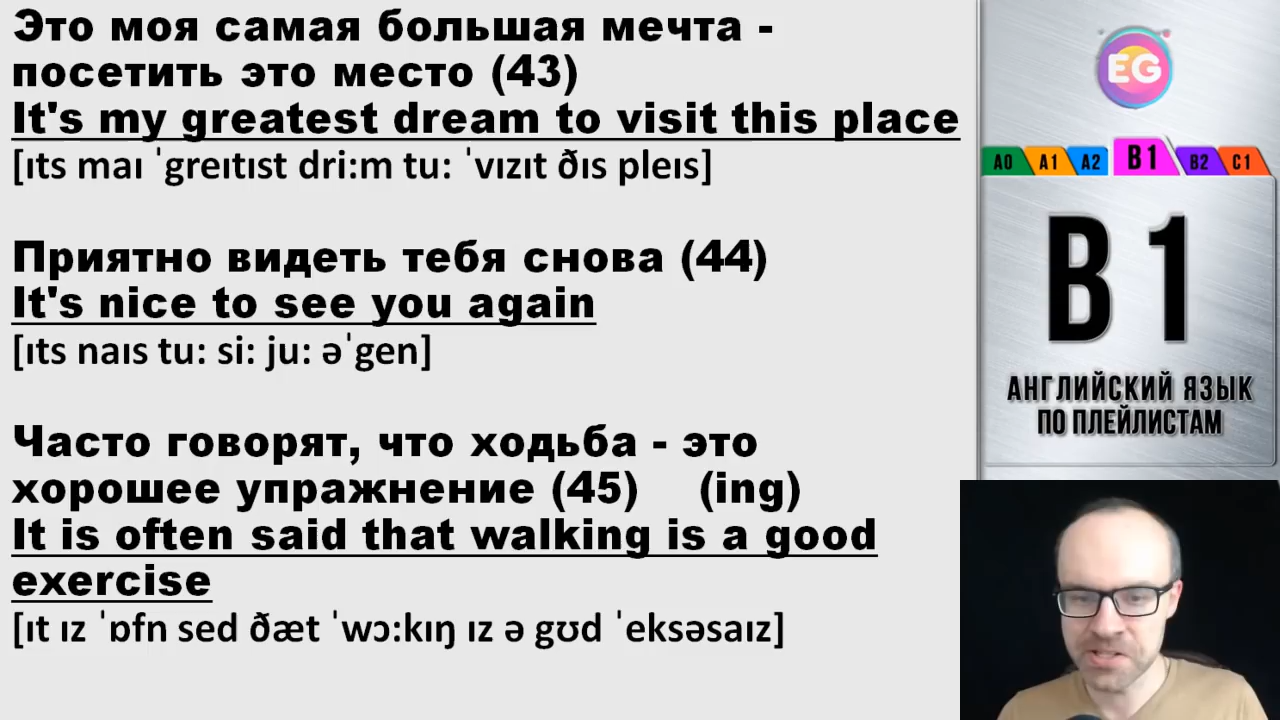 Это моя самая большая мечта -
посетить это место (43)
It's my greatest dream to visit this place
[ɪts maɪ ˈgreɪtɪst dri:m tu: ˈvɪzɪt ðɪs pleɪs]
Приятно видеть тебя снова (44)
It's nice to see you again
[ɪts naɪs tu: si: ju: əˈgen]
Часто говорят, что ходьба - это
хорошее упражнение (45) (ing)
It is often said that walking is a good
exercise
[ɪt ɪz ˈɒfn sed ðæt ˈwɔ:kɪŋ ɪz ə gʊd ˈeksəsaɪz]
EG
A0 A1 A2 B1 B2 C1
B1
АНГЛИЙСКИЙ ЯЗЫК
ПО ПЛЕЙЛИСТАМ